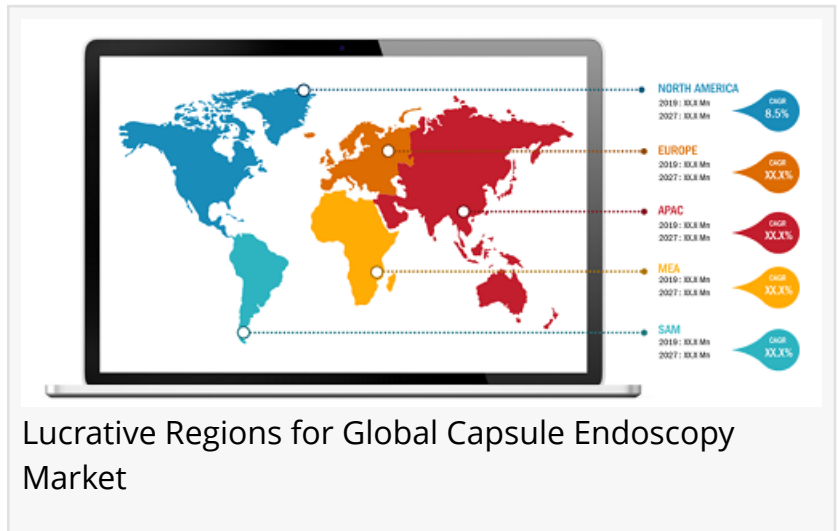 NORTH AMERICA
2019: XX.X Mn
2027: XX.X Mn
CAGR
8.5%
EUROPE
2019: XX.X Mn
2027: XX.X Mn
CAGR
XX.X%
APAC
2019: XX.X Mn
2027: XX.X Mn
CAGR
XX.X%
MEA
2019: XX.X Mn
2027: XX.X Mn
CAGR
XX.X%
SAM
2019: XX.X Mn
2027: XX.X Mn
CAGR
XX.X%
Lucrative Regions for Global Capsule Endoscopy
Market